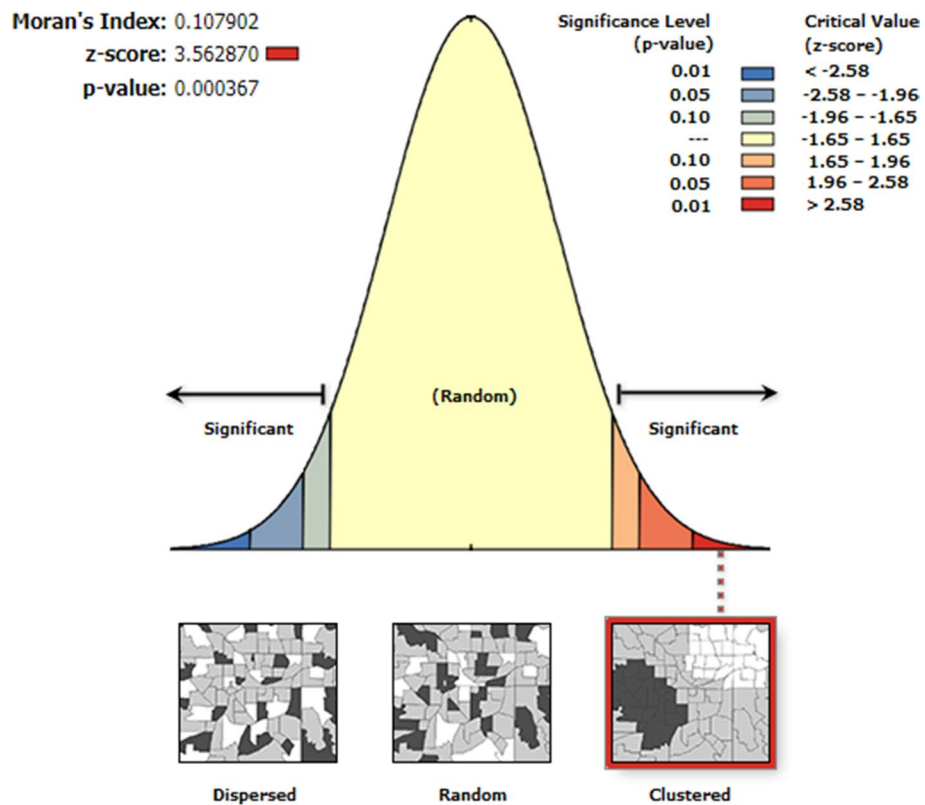 Moran's Index: 0.107902
z-score: 3.562870
p-value: 0.000367
Significance Level
(p-value)
Critical Value
(z-score)
0.01 < -2.58
0.05 -2.58 – -1.96
0.10 -1.96 – -1.65
--- -1.65 – 1.65
0.10 1.65 – 1.96
0.05 1.96 – 2.58
0.01 > 2.58
(Random)
Significant Significant
Dispersed Random Clustered